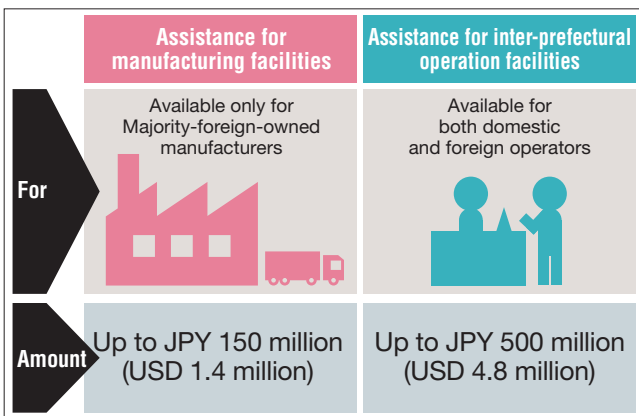 Assistance for
manufacturing facilities
Assistance for inter-prefectural
operation facilities
For
Available only for
Majority-foreign-owned
manufacturers
Available for
both domestic
and foreign operators
Amount
Up to JPY 150 million
(USD 1.4 million)
Up to JPY 500 million
(USD 4.8 million)